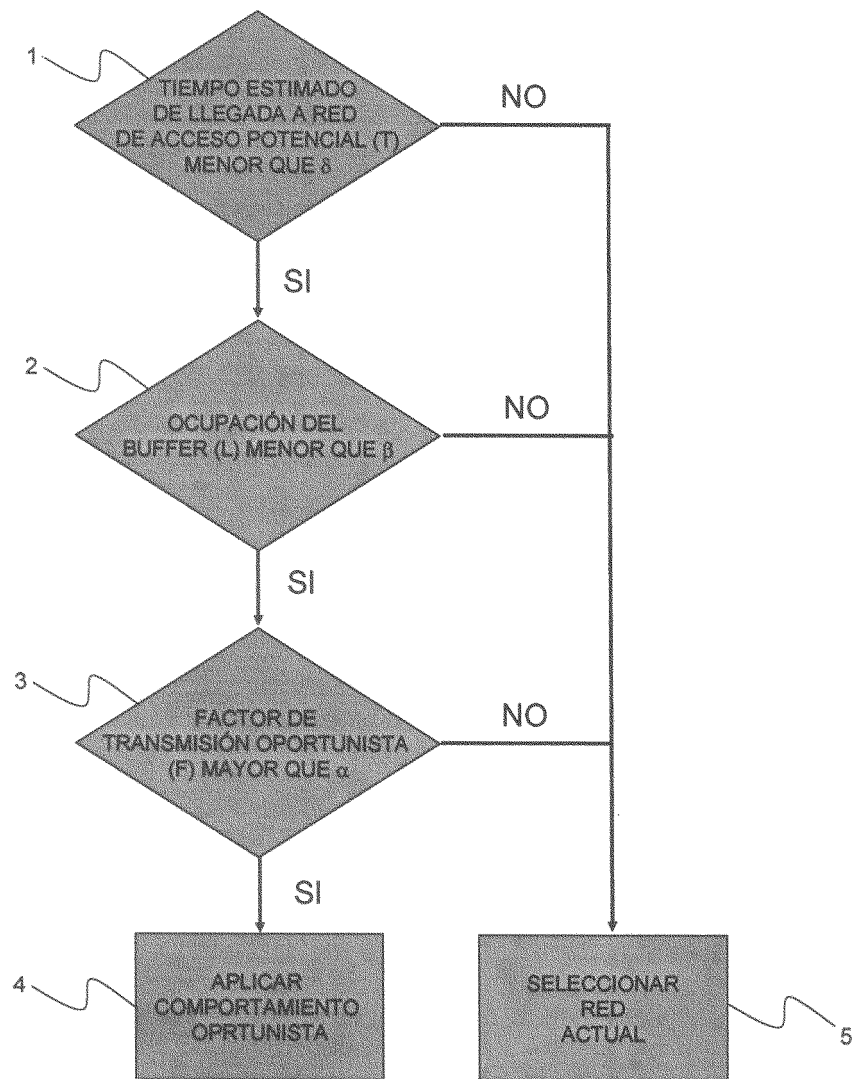 1
TIEMPO ESTIMADO
DE LLEGADA A RED
DE ACCESO POTENCIAL (T)
MENOR QUE δ
NO
SI
2
OCUPACIÓN DEL
BUFFER (L) MENOR QUE β
NO
SI
3
FACTOR DE
TRANSMISIÓN OPORTUNISTA
(F) MAYOR QUE α
NO
SI
4
APLICAR
COMPORTAMIENTO
OPRTUNISTA
SELECCIONAR
RED
ACTUAL
5